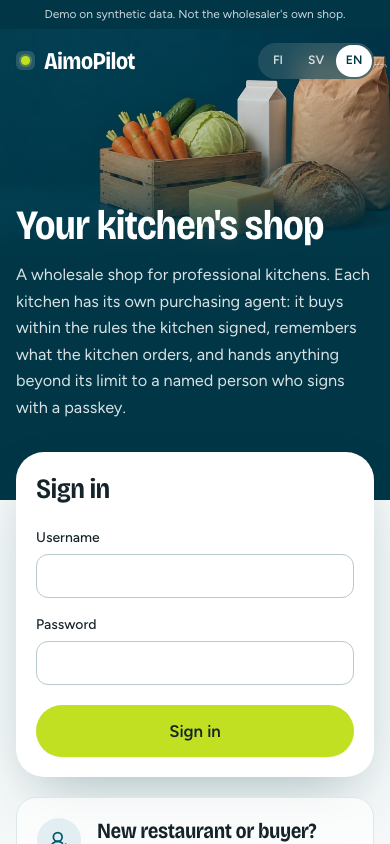 Demo on synthetic data. Not the wholesaler's own shop.
AimoPilot
FI SV EN
Your kitchen's shop
A wholesale shop for professional kitchens. Each
kitchen has its own purchasing agent: it buys
within the rules the kitchen signed, remembers
what the kitchen orders, and hands anything
beyond its limit to a named person who signs
with a passkey.
Sign in
Username
Password
Sign in
New restaurant or buyer?